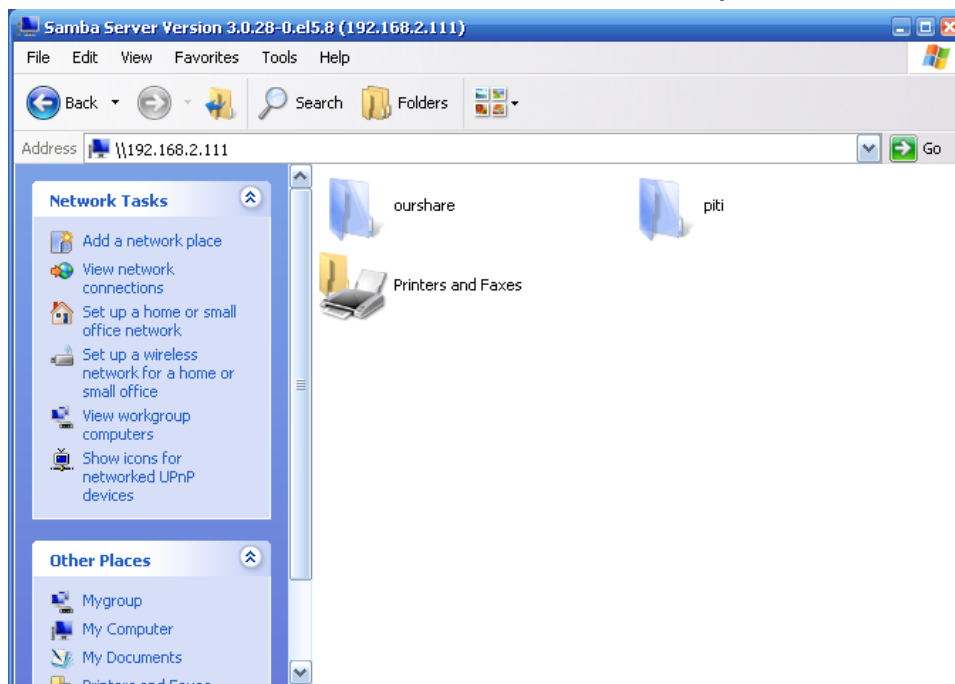 Samba Server Version 3.0.28-0.el5.8 (192.168.2.111)
File Edit View Favorites Tools Help
Back Search Folders
Address \\192.168.2.111 Go
Network Tasks
Add a network place
View network
connections
Set up a home or small
office network
Set up a wireless
network for a home or
small office
View workgroup
computers
Show icons for
networked UPnP
devices
Other Places
Mygroup
My Computer
My Documents
Printers and Faxes
ourshare
piti
Printers and Faxes